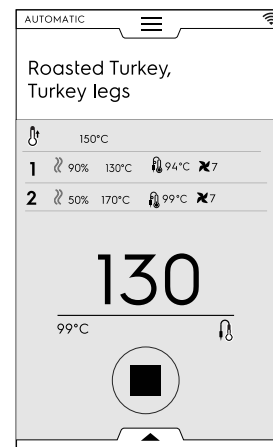 AUTOMATIC
Roasted Turkey,
Turkey legs
150°C
1 90% 130°C 94°C 7
2 50% 170°C 99°C 7
130
99°C